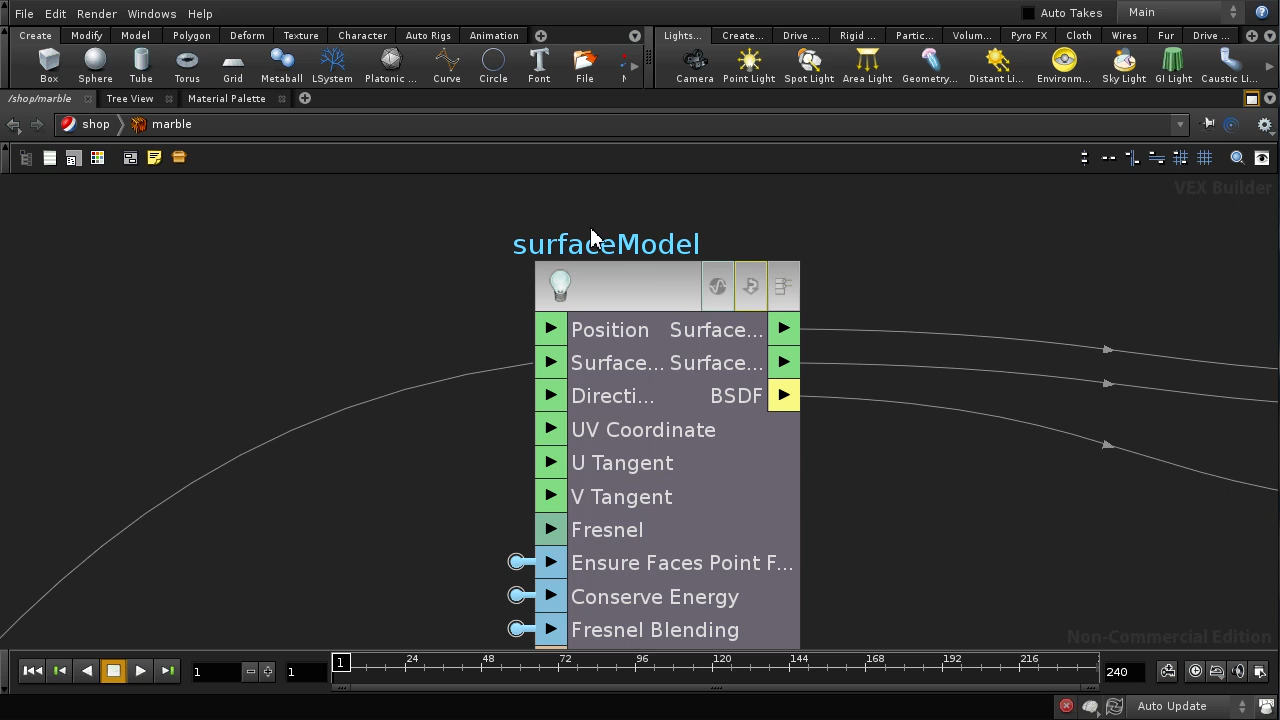 File Edit Render Windows Help Auto Takes Main
Create Modify Model Polygon Deform Texture Character Auto Rigs Animation Lights... Create... Drive ... Rigid ... Partic... Volum... Pyro FX Cloth Wires Fur Drive ...
Box Sphere Tube Torus Grid Metaball LSystem Platonic ... Curve Circle Font File Camera Point Light Spot Light Area Light Geometry... Distant Li... Environm... Sky Light GI Light Caustic Li...
/shop/marble Tree View Material Palette
shop marble
VEX Builder
surfaceModel
Position Surface...
Surface... Surface...
Directi... BSDF
UV Coordinate
U Tangent
V Tangent
Fresnel
Ensure Faces Point F...
Conserve Energy
Fresnel Blending
Non-Commercial Edition
1 1 1 24 48 72 96 120 144 168 192 216 240
Auto Update